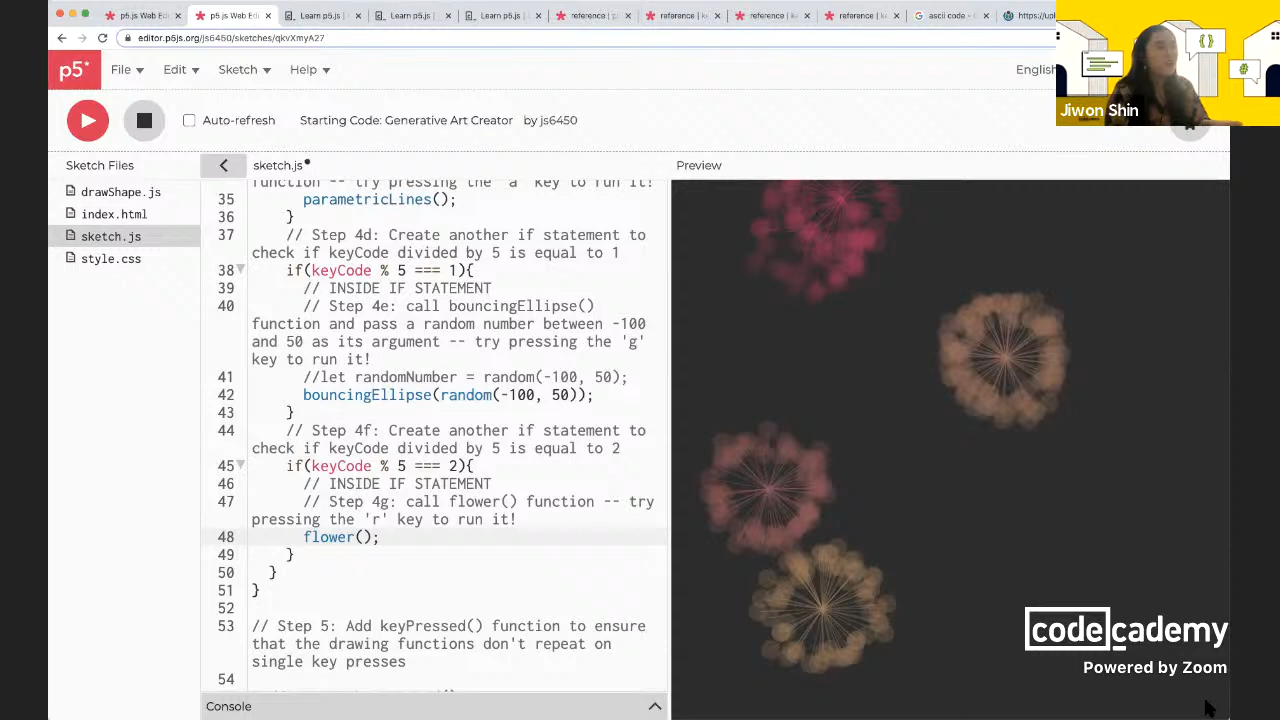 p5.js Web Edi
p5.js Web Edi
Learn p5.js
Learn p5.js
Learn p5.js
reference |
reference |
reference |
reference |
ascii code -
https://upl
editor.p5js.org/js6450/sketches/qkvXmyA27
p5*
File
Edit
Sketch
Help
English
{}
#
Jiwon Shin
Auto-refresh
Starting Code: Generative Art Creator
by js6450
Sketch Files
sketch.js
Preview
drawShape.js
index.html
sketch.js
style.css
function -- try pressing the 'a' key to run it!
35 parametricLines();
36 }
37 // Step 4d: Create another if statement to
check if keyCode divided by 5 is equal to 1
38 if(keyCode % 5 === 1){
39 // INSIDE IF STATEMENT
40 // Step 4e: call bouncingEllipse()
function and pass a random number between -100
and 50 as its argument -- try pressing the 'g'
key to run it!
41 //let randomNumber = random(-100, 50);
42 bouncingEllipse(random(-100, 50));
43 }
44 // Step 4f: Create another if statement to
check if keyCode divided by 5 is equal to 2
45 if(keyCode % 5 === 2){
46 // INSIDE IF STATEMENT
47 // Step 4g: call flower() function -- try
pressing the 'r' key to run it!
48 flower();
49 }
50 }
51 }
52
53 // Step 5: Add keyPressed() function to ensure
that the drawing functions don't repeat on
single key presses
54
Console
codecademy
Powered by Zoom